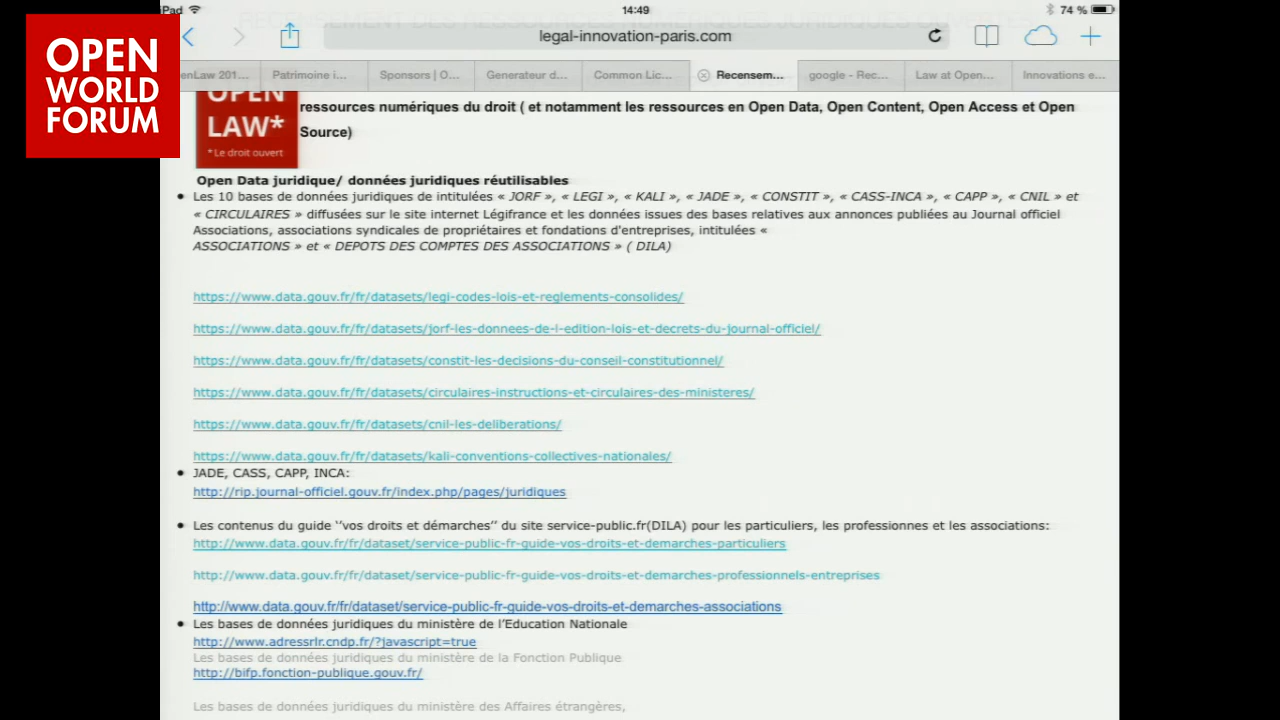 iPad
14:49
74 %
OPEN
WORLD
FORUM
legal-innovation-paris.com
enLaw 201...
Patrimoine i...
Sponsors | O...
Generateur d...
Common Lic...
Recensem...
google - Rec...
Law at Open...
Innovations e...
OPEN
LAW*
*Le droit ouvert
ressources numériques du droit ( et notamment les ressources en Open Data, Open Content, Open Access et Open
Source)
Open Data juridique/ données juridiques réutilisables
Les 10 bases de données juridiques de intitulées « JORF », « LEGI », « KALI », « JADE », « CONSTIT », « CASS-INCA », « CAPP », « CNIL » et
« CIRCULAIRES » diffusées sur le site internet Légifrance et les données issues des bases relatives aux annonces publiées au Journal officiel
Associations, associations syndicales de propriétaires et fondations d'entreprises, intitulées «
ASSOCIATIONS » et « DEPOTS DES COMPTES DES ASSOCIATIONS » ( DILA)
https://www.data.gouv.fr/fr/datasets/legi-codes-lois-et-reglements-consolides/
https://www.data.gouv.fr/fr/datasets/jorf-les-donnees-de-l-edition-lois-et-decrets-du-journal-officiel/
https://www.data.gouv.fr/fr/datasets/constit-les-decisions-du-conseil-constitutionnel/
https://www.data.gouv.fr/fr/datasets/circulaires-instructions-et-circulaires-des-ministeres/
https://www.data.gouv.fr/fr/datasets/cnil-les-deliberations/
https://www.data.gouv.fr/fr/datasets/kali-conventions-collectives-nationales/
JADE, CASS, CAPP, INCA:
http://rip.journal-officiel.gouv.fr/index.php/pages/juridiques
Les contenus du guide ‘’vos droits et démarches’’ du site service-public.fr(DILA) pour les particuliers, les professionnes et les associations:
http://www.data.gouv.fr/fr/dataset/service-public-fr-guide-vos-droits-et-demarches-particuliers
http://www.data.gouv.fr/fr/dataset/service-public-fr-guide-vos-droits-et-demarches-professionnels-entreprises
http://www.data.gouv.fr/fr/dataset/service-public-fr-guide-vos-droits-et-demarches-associations
Les bases de données juridiques du ministère de l’Education Nationale
http://www.adressrlr.cndp.fr/?javascript=true
Les bases de données juridiques du ministère de la Fonction Publique
http://bifp.fonction-publique.gouv.fr/
Les bases de données juridiques du ministère des Affaires étrangères,